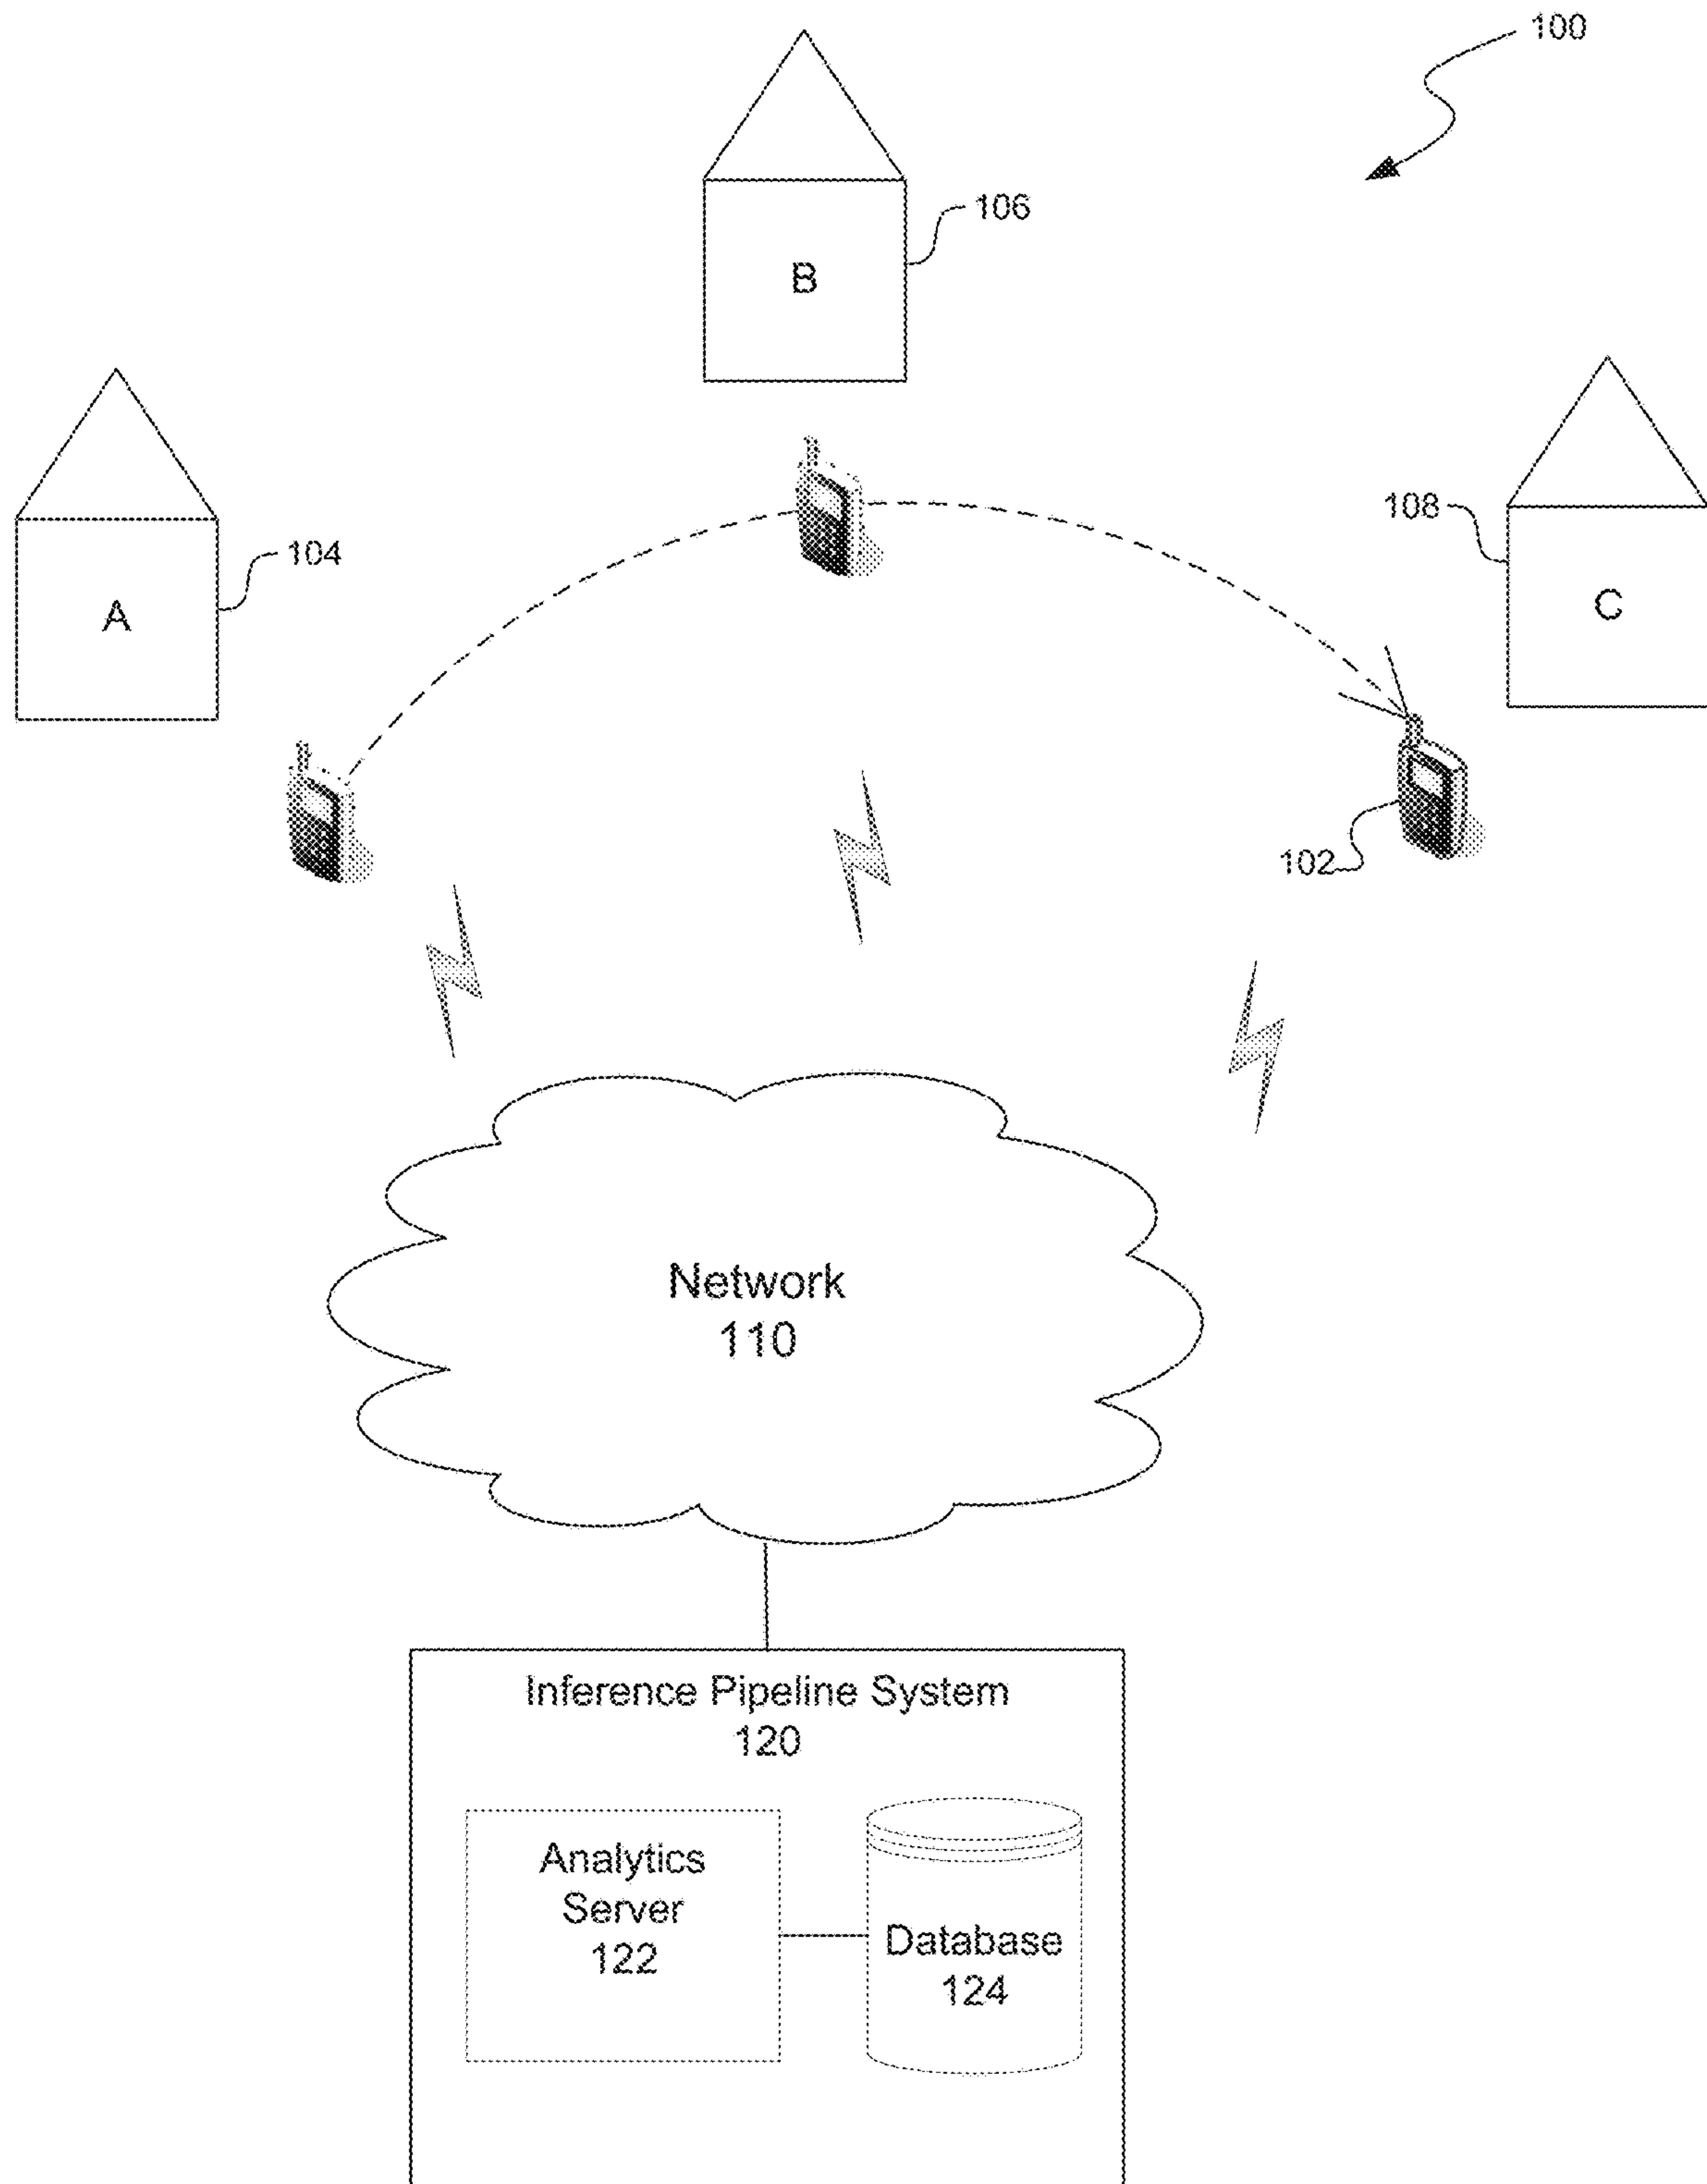 100
106
B
108
104
A
C
102
Network
110
Inference Pipeline System
120
Analytics
Server
122
Database
124